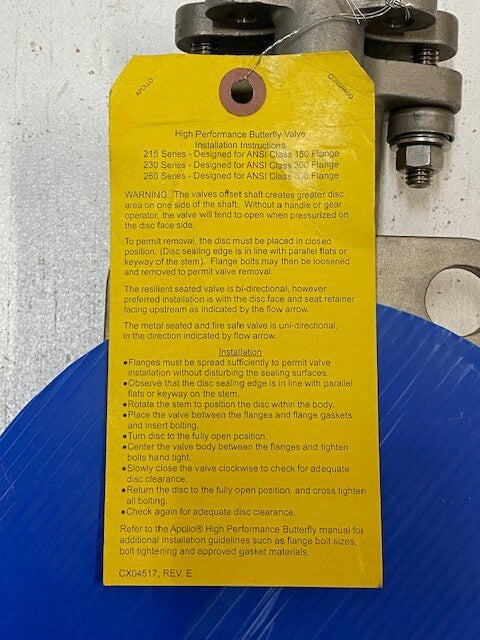 APOLLO
CONBRACO
High Performance Butterfly Valve
Installation Instructions
215 Series - Designed for ANSI Class 150 Flange
230 Series - Designed for ANSI Class 300 Flange
260 Series - Designed for ANSI Class 600 Flange
WARNING: The valves offset shaft creates greater disc
area on one side of the shaft. Without a handle or gear
operator, the valve will tend to open when pressurized on
the disc face side.
To permit removal, the disc must be placed in closed
position. (Disc sealing edge is in line with parallel flats or
keyway of the stem). Flange bolts may then be loosened
and removed to permit valve removal.
The resilient seated valve is bi-directional, however
preferred installation is with the disc face and seat retainer
facing upstream as indicated by the flow arrow.
The metal seated and fire safe valve is uni-directional,
in the direction indicated by flow arrow.
Installation
•Flanges must be spread sufficiently to permit valve
installation without disturbing the sealing surfaces.
•Observe that the disc sealing edge is in line with parallel
flats or keyway on the stem.
•Rotate the stem to position the disc within the body.
•Place the valve between the flanges and flange gaskets
and insert bolting.
•Turn disc to the fully open position.
•Center the valve body between the flanges and tighten
bolts hand tight.
•Slowly close the valve clockwise to check for adequate
disc clearance.
•Return the disc to the fully open position and cross tighten
all bolting.
•Check again for adequate disc clearance.
Refer to the Apollo® High Performance Butterfly manual for
additional installation guidelines such as flange bolt sizes,
bolt tightening and approved gasket materials.
CX04517, REV. E